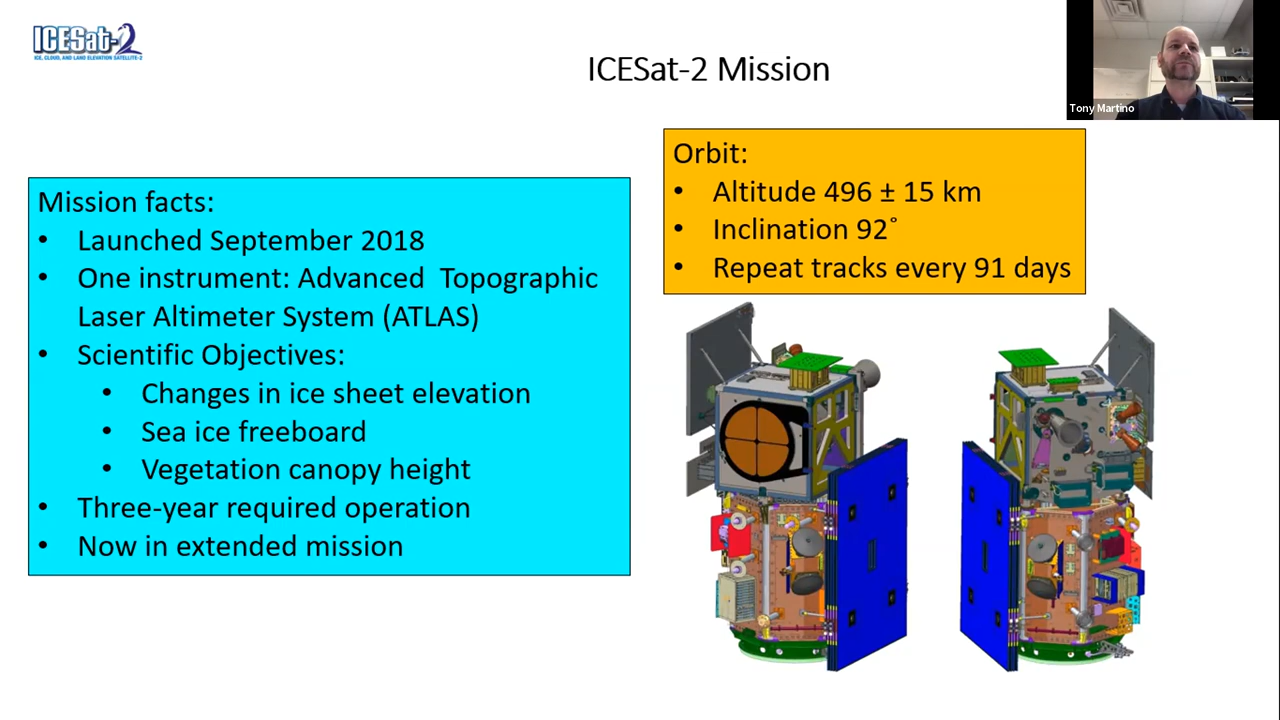 ICESat-2
ICE, CLOUD, AND LAND ELEVATION SATELLITE-2
ICESat-2 Mission
Tony Martino
Mission facts:
• Launched September 2018
• One instrument: Advanced Topographic
Laser Altimeter System (ATLAS)
• Scientific Objectives:
• Changes in ice sheet elevation
• Sea ice freeboard
• Vegetation canopy height
• Three-year required operation
• Now in extended mission
Orbit:
• Altitude 496 ± 15 km
• Inclination 92˚
• Repeat tracks every 91 days